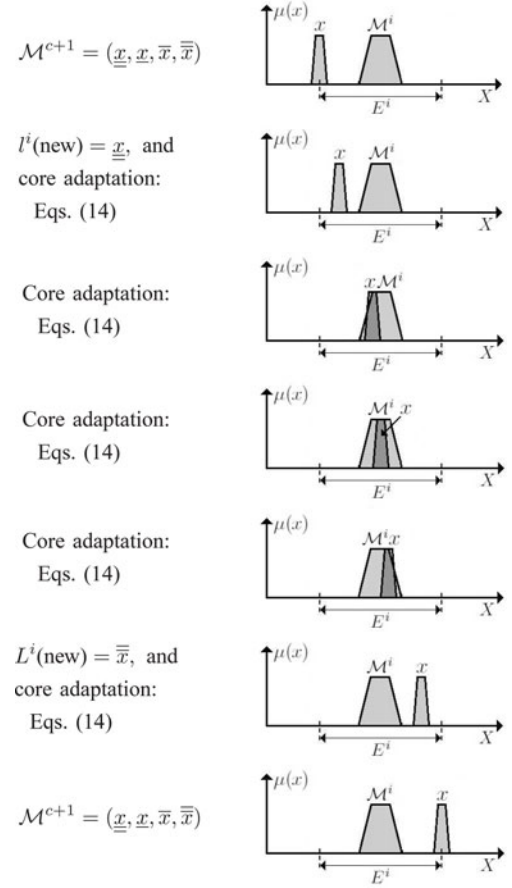 μ(x)
x
ℳ^i
ℳ^{c+1} = (x̲̲, x̲, x̅, x̿)
E^i
X
l^i(new) = x̲̲, and
core adaptation:
Eqs. (14)
μ(x)
x
ℳ^i
E^i
X
Core adaptation:
Eqs. (14)
μ(x)
x ℳ^i
E^i
X
Core adaptation:
Eqs. (14)
μ(x)
ℳ^i x
E^i
X
Core adaptation:
Eqs. (14)
μ(x)
ℳ^i x
E^i
X
L^i(new) = x̿, and
core adaptation:
Eqs. (14)
μ(x)
ℳ^i
x
E^i
X
ℳ^{c+1} = (x̲̲, x̲, x̅, x̿)
μ(x)
ℳ^i
x
E^i
X